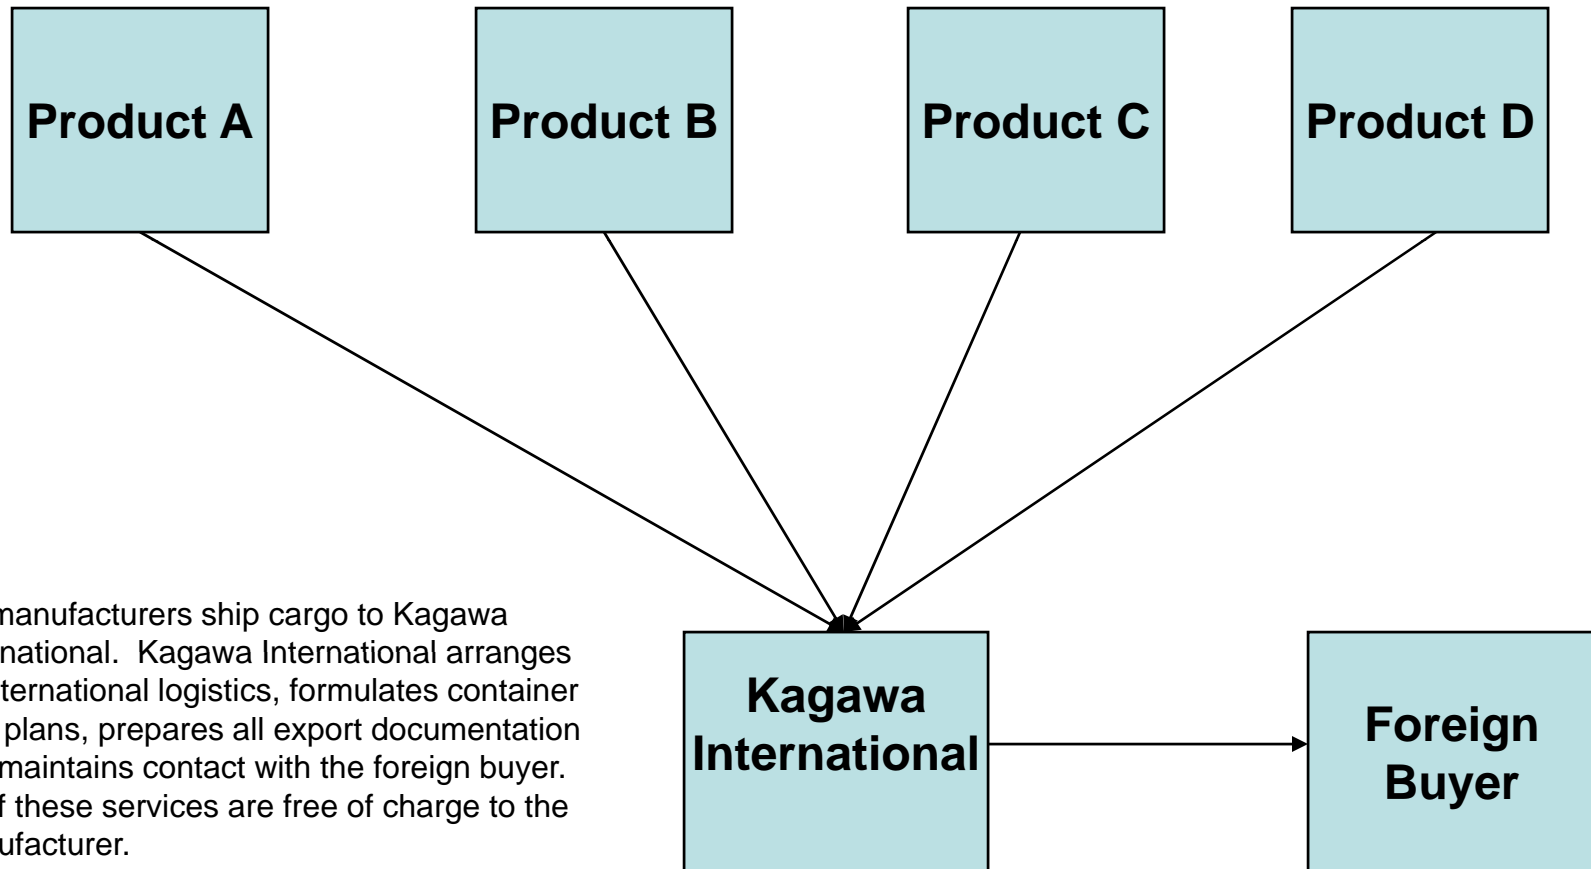 Product A
Product B
Product C
Product D
manufacturers ship cargo to Kagawa
national. Kagawa International arranges
ternational logistics, formulates container
plans, prepares all export documentation
maintains contact with the foreign buyer.
f these services are free of charge to the
ufacturer.
Kagawa
International
Foreign
Buyer